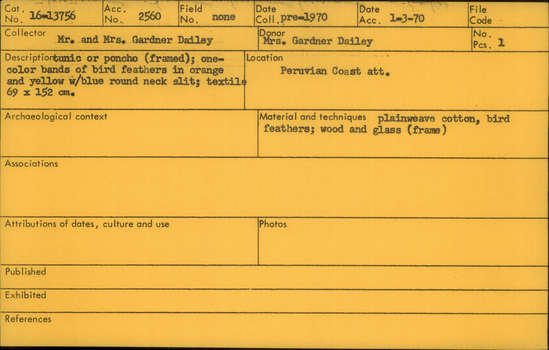 Cat. No. 16-13756 Acc. No. 2560 Field No. none Date Coll. pre-1970 Date Acc. 1-3-70 File Code
Collector Mr. and Mrs. Gardner Dailey Donor Mrs. Gardner Dailey No. Pcs. 1
Description tunic or poncho (framed); one-
color bands of bird feathers in orange
and yellow w/blue round neck slit; textile
69 x 152 cm.
Location
Peruvian Coast att.
Archaeological context
Material and techniques plainweave cotton, bird
feathers; wood and glass (frame)
Associations
Attributions of dates, culture and use
Photos
Published
Exhibited
References